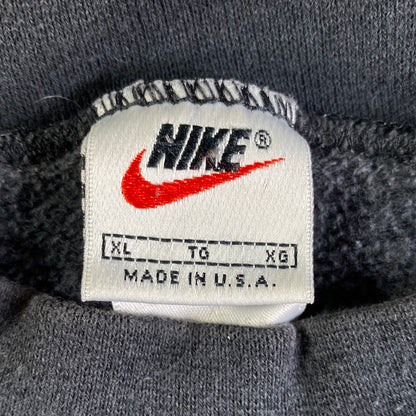 NIKE®
XL TG XG
MADE IN U.S.A.